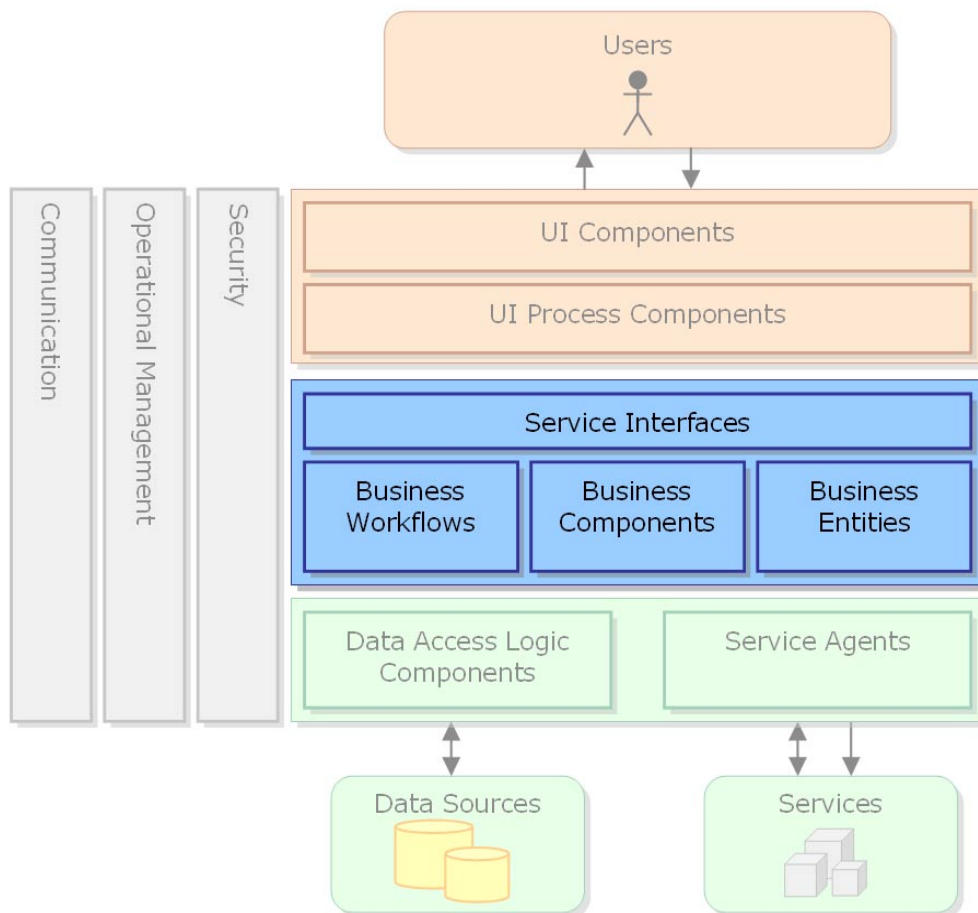 Users
Communication
Operational Management
Security
UI Components
UI Process Components
Service Interfaces
Business
Workflows
Business
Components
Business
Entities
Data Access Logic
Components
Service Agents
Data Sources
Services